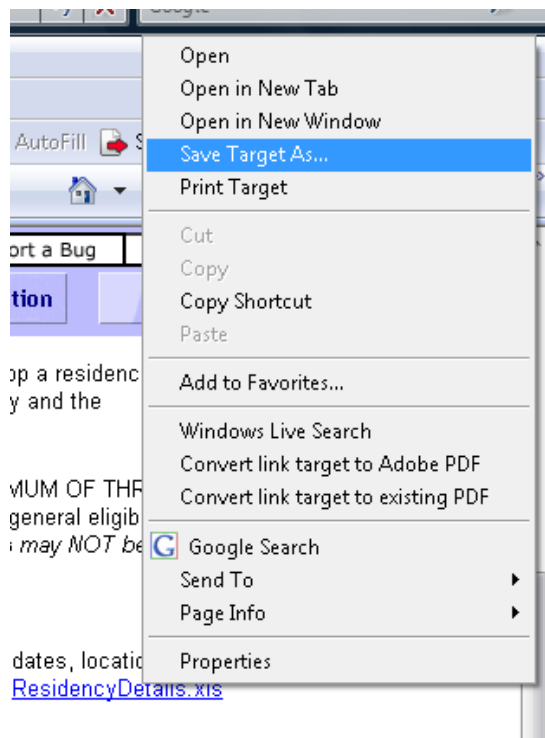 Google
Open
Open in New Tab
Open in New Window
AutoFill
Save Target As...
Print Target
ort a Bug
Cut
Copy
tion
Copy Shortcut
Paste
op a residenc
Add to Favorites...
y and the
Windows Live Search
Convert link target to Adobe PDF
MUM OF THR
Convert link target to existing PDF
general eligib
s may NOT be
G Google Search
Send To
Page Info
dates, locatio
Properties
ResidencyDetails.xls